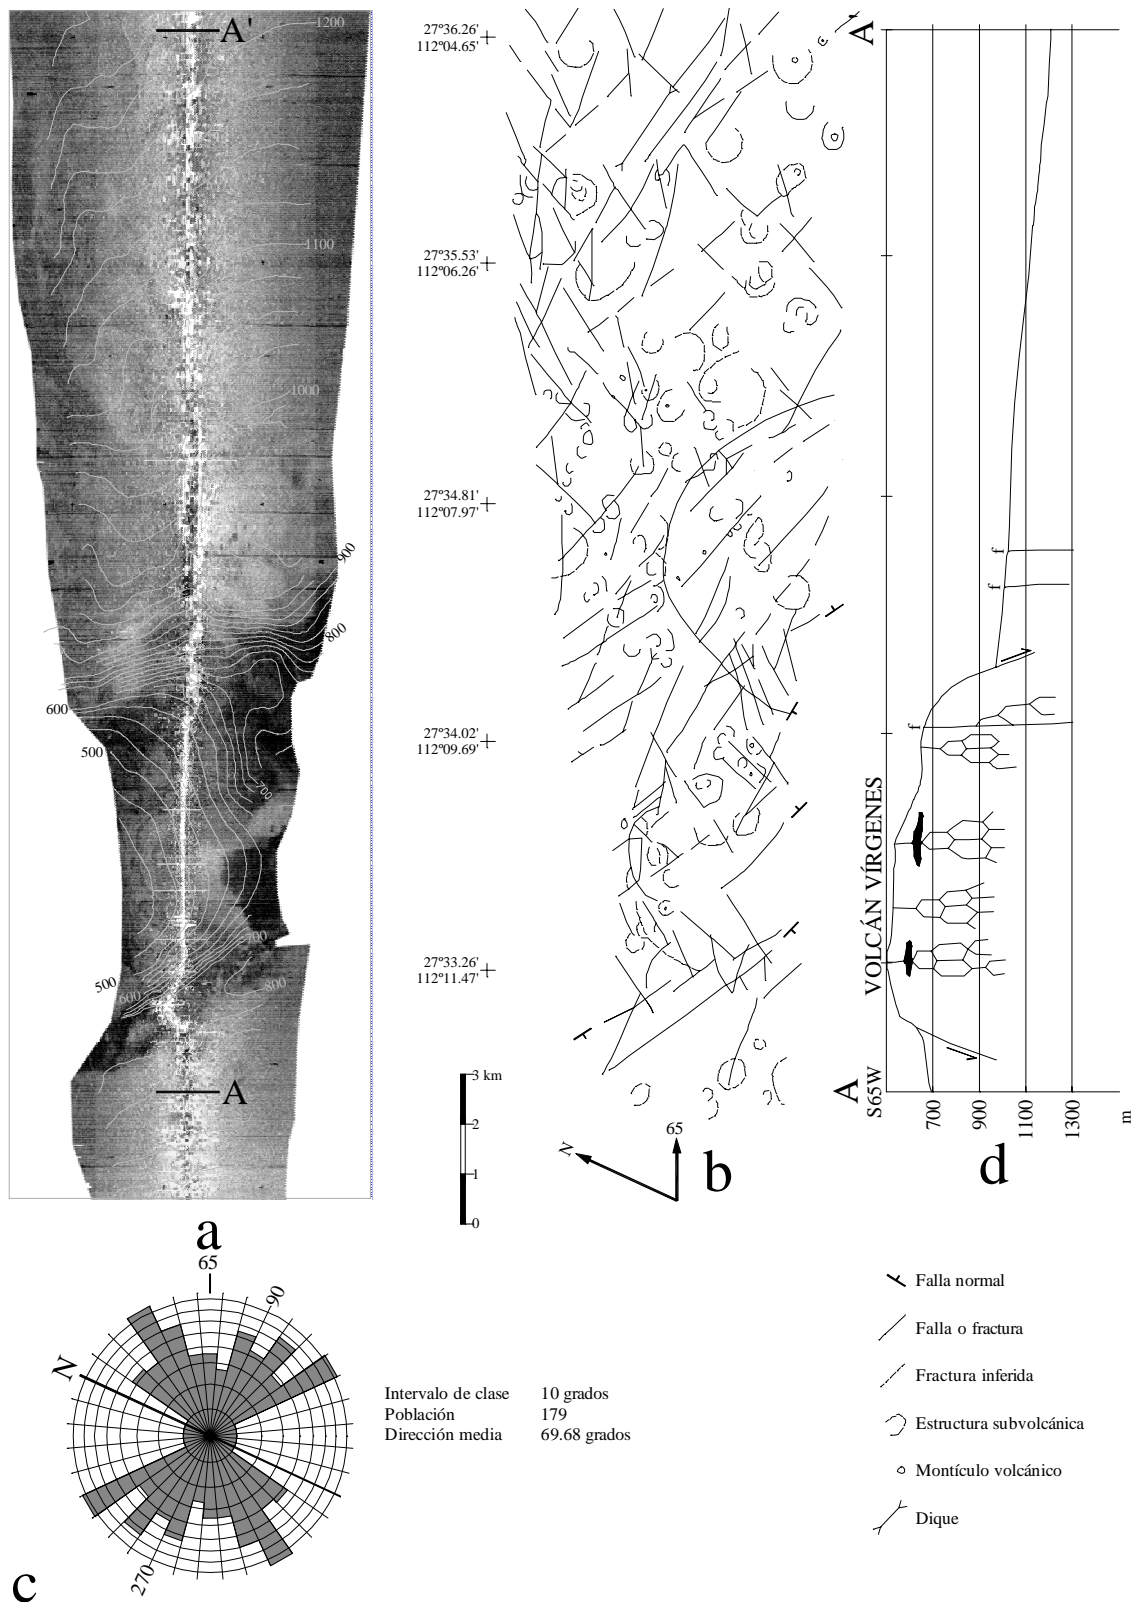 A'
1200
1100
1000
900
800
600
500
700
700
500
600
800
A
a
27°36.26'
112°04.65'
27°35.53'
112°06.26'
27°34.81'
112°07.97'
27°34.02'
112°09.69'
27°33.26'
112°11.47'
3 km
2
1
0
N
65
b
A'
f
f
f
VOLCÁN VÍRGENES
A
S65W
700
900
1100
1300
m
d
65
90
N
270
c
Intervalo de clase 10 grados
Población 179
Dirección media 69.68 grados
Falla normal
Falla o fractura
Fractura inferida
Estructura subvolcánica
Montículo volcánico
Dique